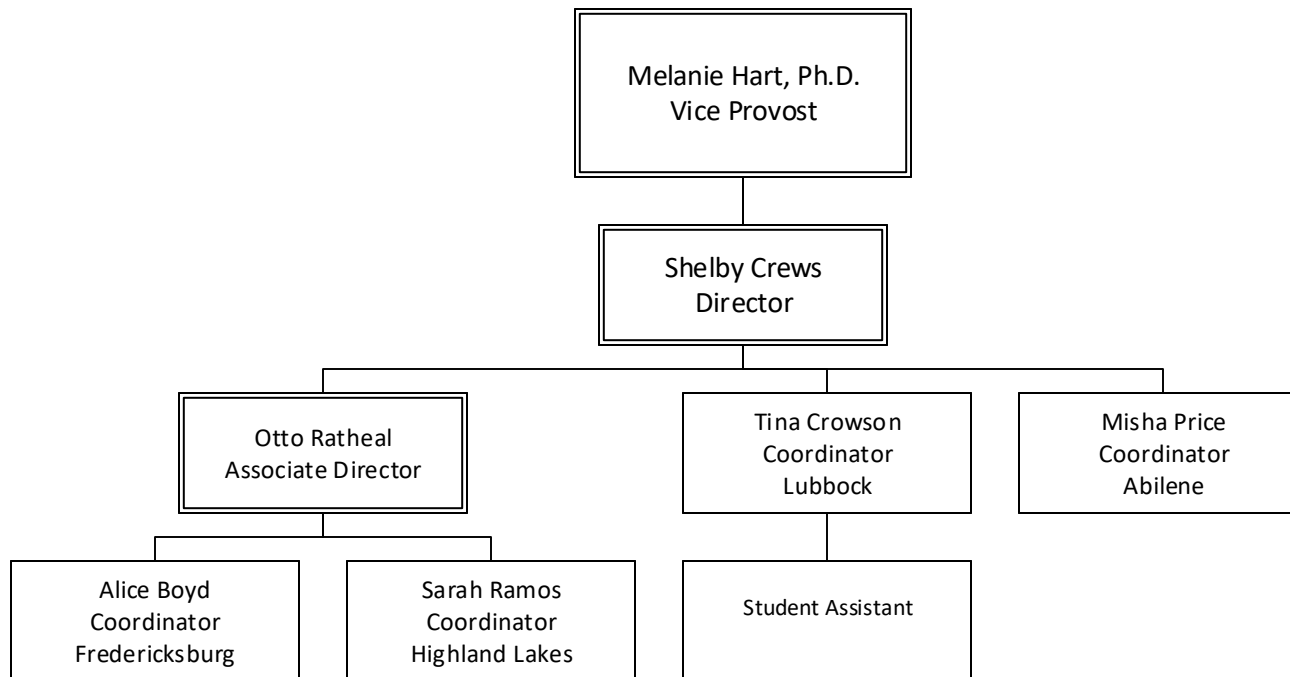 Melanie Hart, Ph.D.
Vice Provost
Shelby Crews
Director
Otto Ratheal
Associate Director
Tina Crowson
Coordinator
Lubbock
Misha Price
Coordinator
Abilene
Alice Boyd
Coordinator
Fredericksburg
Sarah Ramos
Coordinator
Highland Lakes
Student Assistant